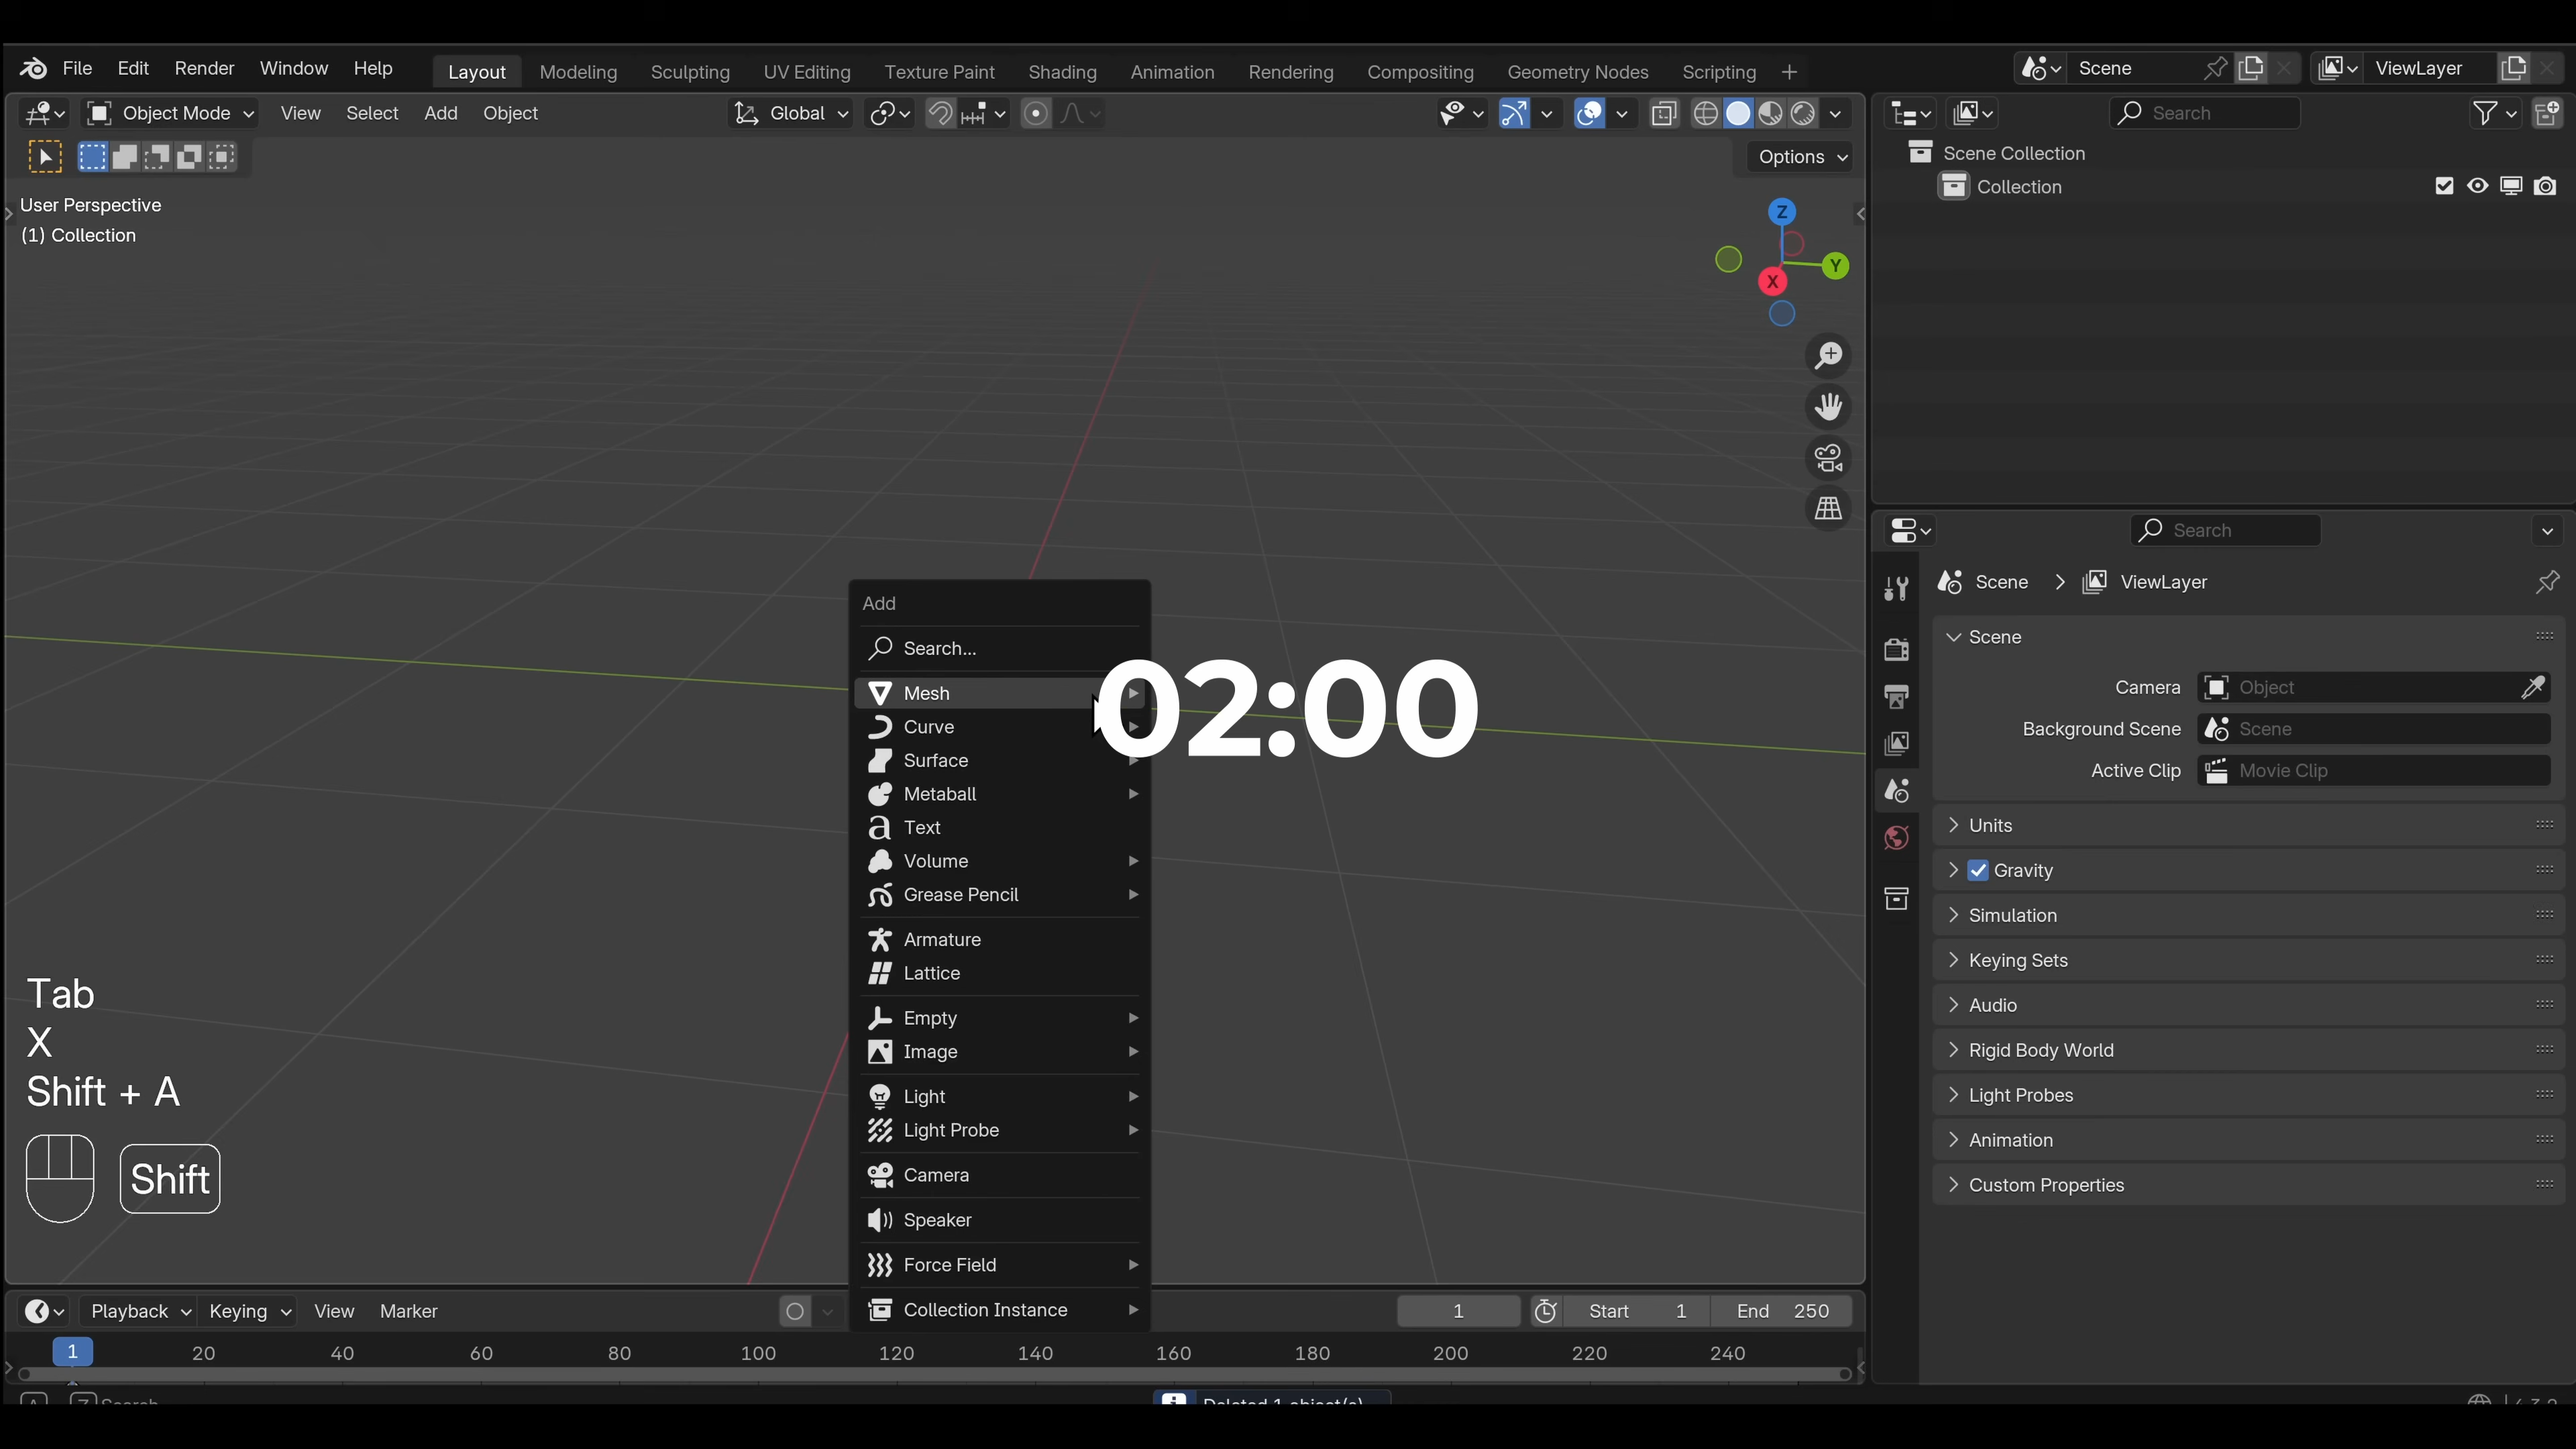 File Edit Render Window Help Layout Modeling Sculpting UV Editing Texture Paint Shading Animation Rendering Compositing Geometry Nodes Scripting + Scene ViewLayer
Object Mode View Select Add Object Global Search
Options
User Perspective
(1) Collection
Z
Y
X
Scene Collection
Collection
Search
Scene > ViewLayer
Scene
Camera Object
Background Scene Scene
Active Clip Movie Clip
Units
Gravity
Simulation
Keying Sets
Audio
Rigid Body World
Light Probes
Animation
Custom Properties
Add
Search...
Mesh
Curve
Surface
Metaball
Text
Volume
Grease Pencil
Armature
Lattice
Empty
Image
Light
Light Probe
Camera
Speaker
Force Field
Collection Instance
02:00
Tab
X
Shift + A
Shift
Playback Keying View Marker 1 Start 1 End 250
1 20 40 60 80 100 120 140 160 180 200 220 240
Search Deleted 1 object(s)